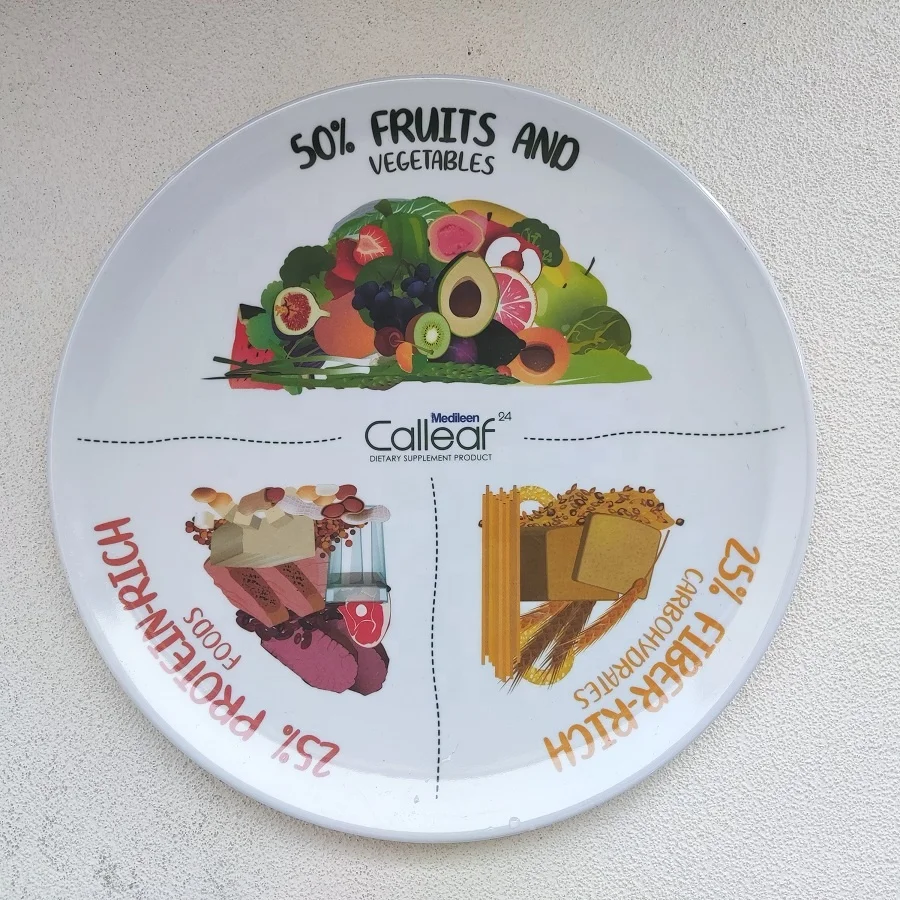 50% FRUITS AND
VEGETABLES
Medileen
Calleaf 24
DIETARY SUPPLEMENT PRODUCT
25% PROTEIN-RICH
FOODS
25% FIBER-RICH
CARBOHYDRATES